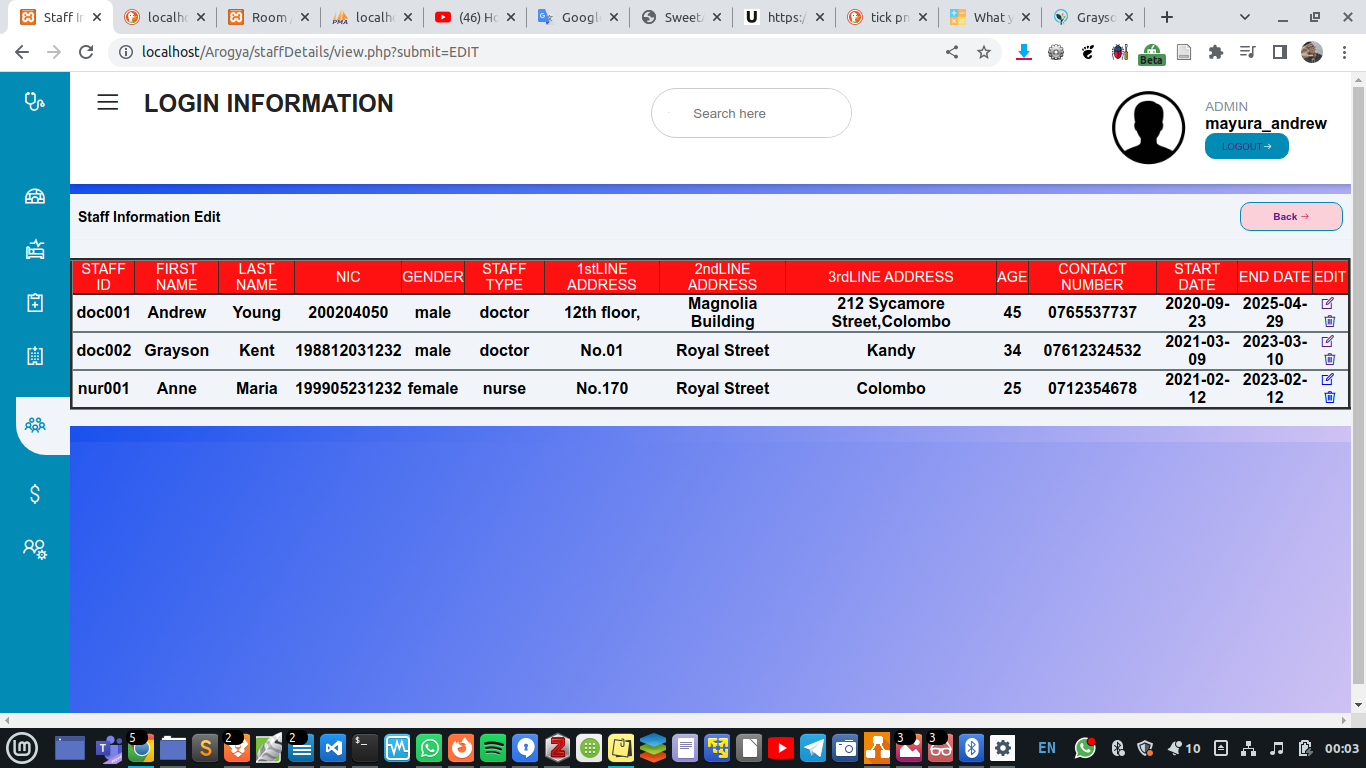 Staff In
localho
Room A
localho
(46) Ho
Google
SweetA
https:/
tick pn
What y
Grayso
localhost/Arogya/staffDetails/view.php?submit=EDIT
Beta
LOGIN INFORMATION
Search here
ADMIN
mayura_andrew
LOGOUT→
Staff Information Edit
Back →
STAFF ID FIRST NAME LAST NAME NIC GENDER STAFF TYPE 1stLINE ADDRESS 2ndLINE ADDRESS 3rdLINE ADDRESS AGE CONTACT NUMBER START DATE END DATE EDIT
doc001 Andrew Young 200204050 male doctor 12th floor, Magnolia Building 212 Sycamore Street,Colombo 45 0765537737 2020-09-23 2025-04-29
doc002 Grayson Kent 198812031232 male doctor No.01 Royal Street Kandy 34 07612324532 2021-03-09 2023-03-10
nur001 Anne Maria 199905231232 female nurse No.170 Royal Street Colombo 25 0712354678 2021-02-12 2023-02-12
5 2 2 3 3
EN 10 00:03